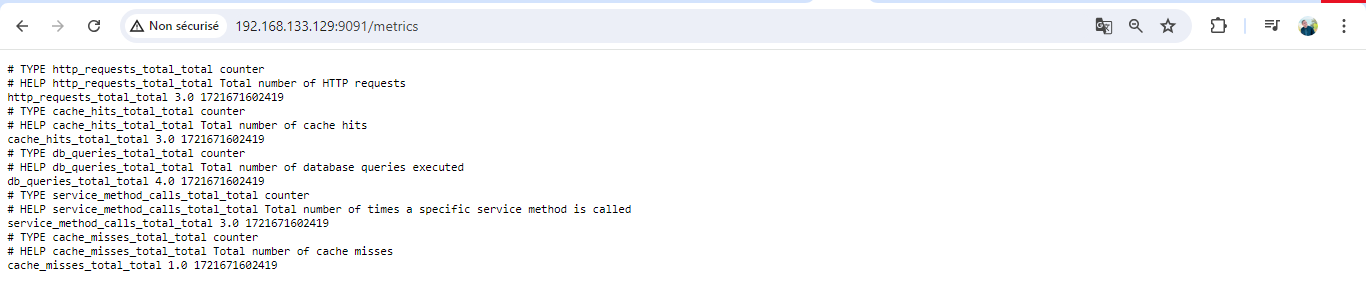 Non sécurisé 192.168.133.129:9091/metrics
# TYPE http_requests_total_total counter
# HELP http_requests_total_total Total number of HTTP requests
http_requests_total_total 3.0 1721671602419
# TYPE cache_hits_total_total counter
# HELP cache_hits_total_total Total number of cache hits
cache_hits_total_total 3.0 1721671602419
# TYPE db_queries_total_total counter
# HELP db_queries_total_total Total number of database queries executed
db_queries_total_total 4.0 1721671602419
# TYPE service_method_calls_total_total counter
# HELP service_method_calls_total_total Total number of times a specific service method is called
service_method_calls_total_total 3.0 1721671602419
# TYPE cache_misses_total_total counter
# HELP cache_misses_total_total Total number of cache misses
cache_misses_total_total 1.0 1721671602419